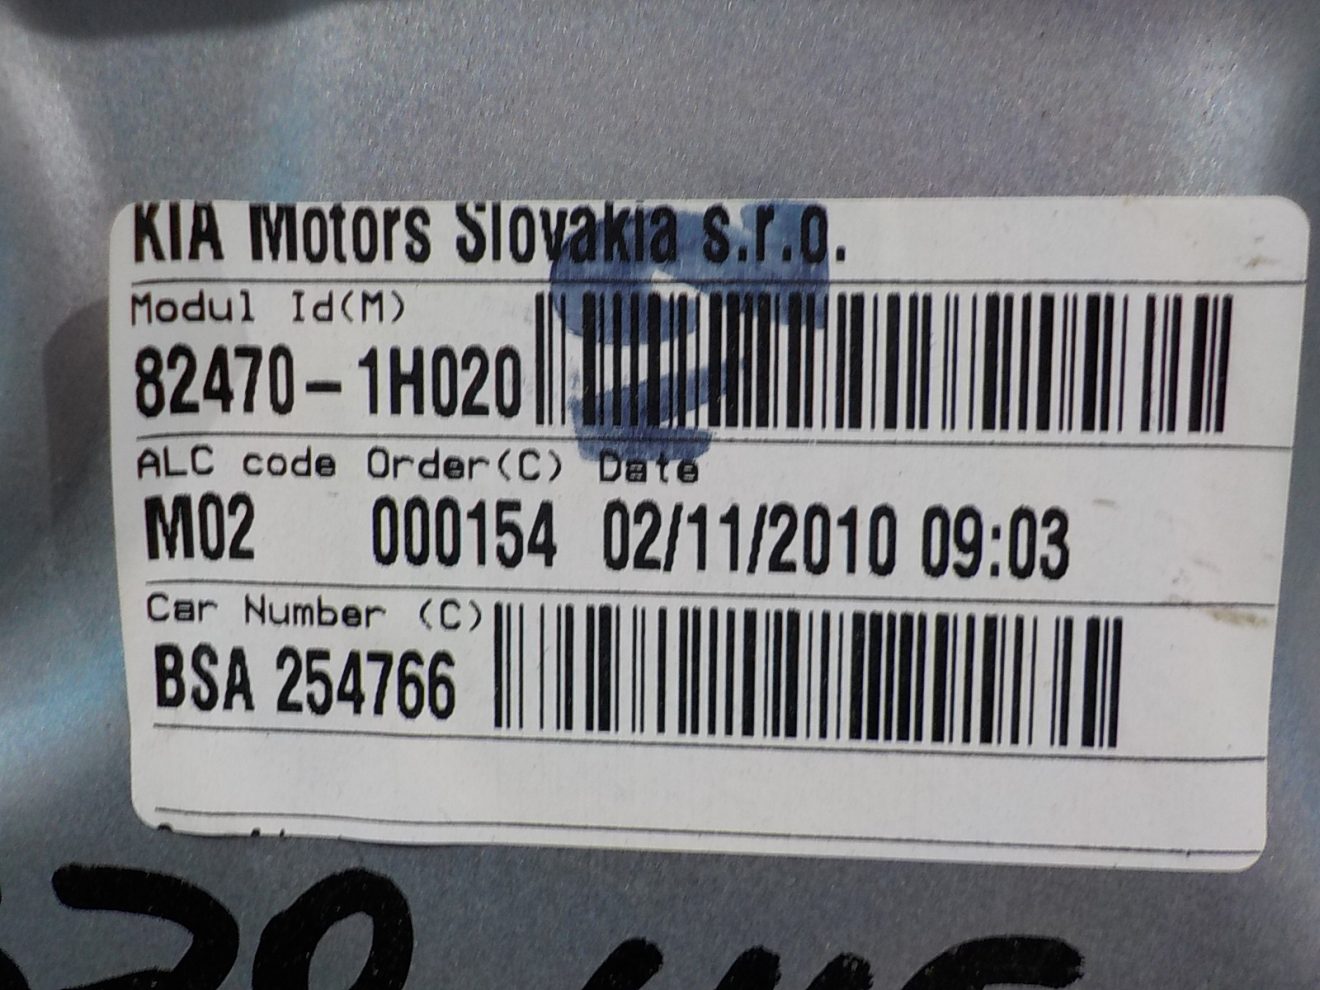 KIA Motors Slovakia s.r.o.
Modul Id(M)
82470-1H020
ALC code Order(C) Date
M02 000154 02/11/2010 09:03
Car Number (C)
BSA 254766